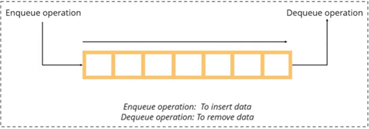 Enqueue operation
Dequeue operation
Enqueue operation: To insert data
Dequeue operation: To remove data